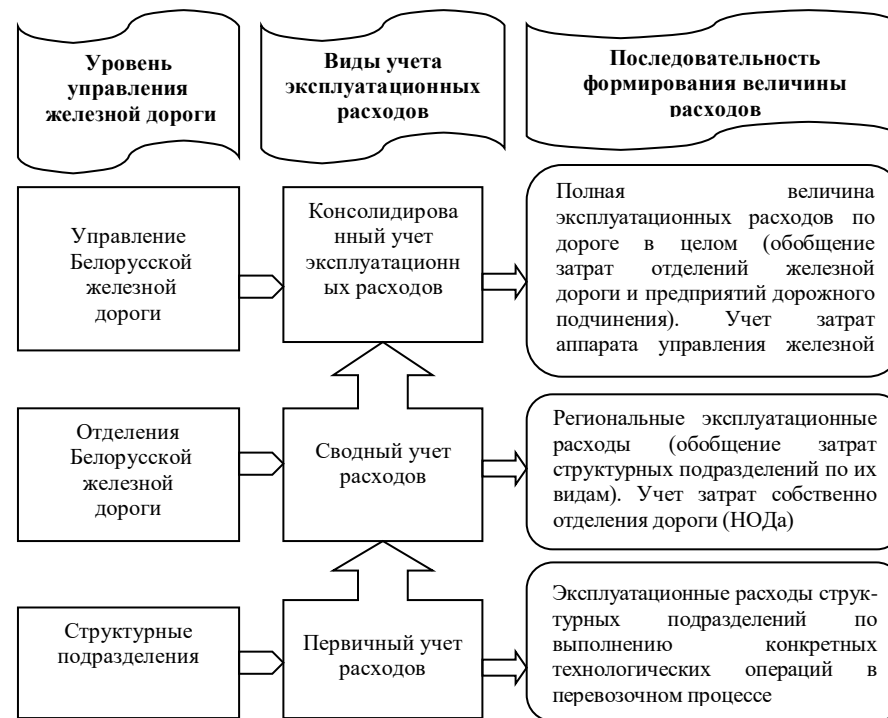 Уровень
управления
железной дороги
Виды учета
эксплуатационных
расходов
Последовательность
формирования величины
расходов
Управление
Белорусской
железной
дороги
Консолидирова
нный учет
эксплуатационн
ых расходов
Полная величина
эксплуатационных расходов по
дороге в целом (обобщение
затрат отделений железной
дороги и предприятий дорожного
подчинения). Учет затрат
аппарата управления железной
Отделения
Белорусской
железной
дороги
Сводный учет
расходов
Региональные эксплуатационные
расходы (обобщение затрат
структурных подразделений по их
видам). Учет затрат собственно
отделения дороги (НОДа)
Структурные
подразделения
Первичный учет
расходов
Эксплуатационные расходы струк-
турных подразделений по
выполнению конкретных
технологических операций в
перевозочном процессе